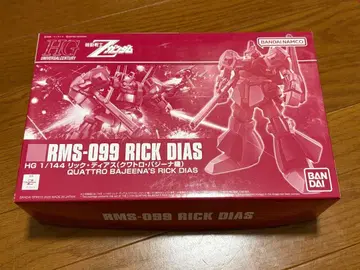 HG
UNIVERSAL CENTURY
機動戦士Zガンダム
BANDAI NAMCO
RMS-099 RICK DIAS
HG 1/144 リック・ディアス(クワトロ・バジーナ機)
QUATTRO BAJEENA'S RICK DIAS
BAN
DAI
RMS-099 RICK DIAS